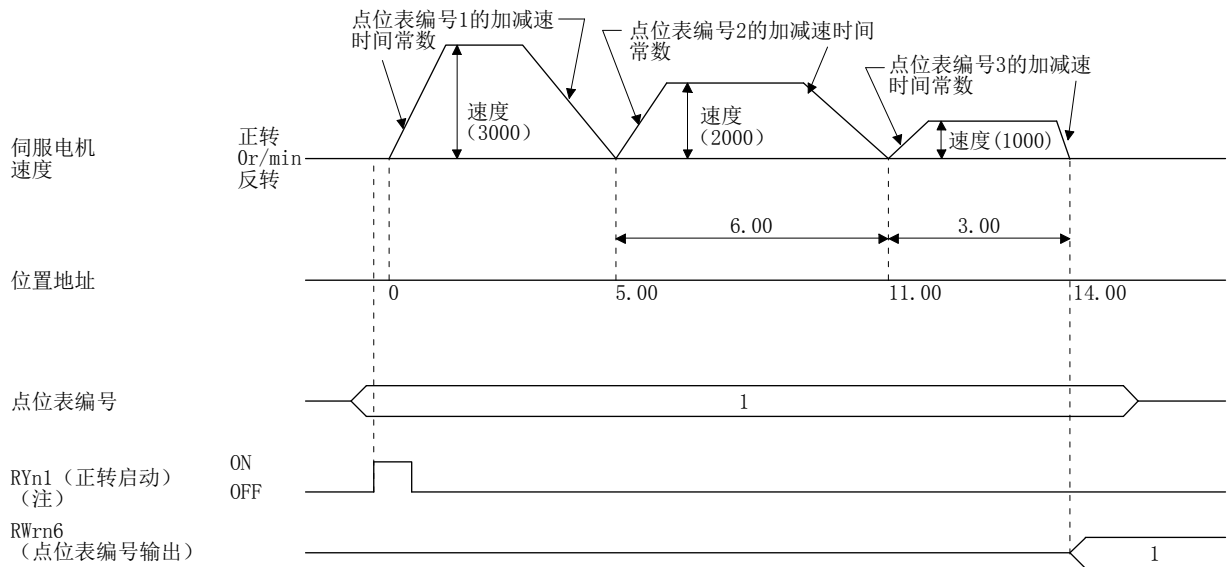 点位表编号1的加减速
时间常数
点位表编号2的加减速时间
常数
点位表编号3的加减速
时间常数
速度
(3000)
速度
(2000)
速度(1000)
伺服电机
速度
正转
0r/min
反转
6.00
3.00
位置地址
0
5.00
11.00
14.00
点位表编号
1
RYn1（正转启动）
（注）
ON
OFF
RWrn6
（点位表编号输出）
1